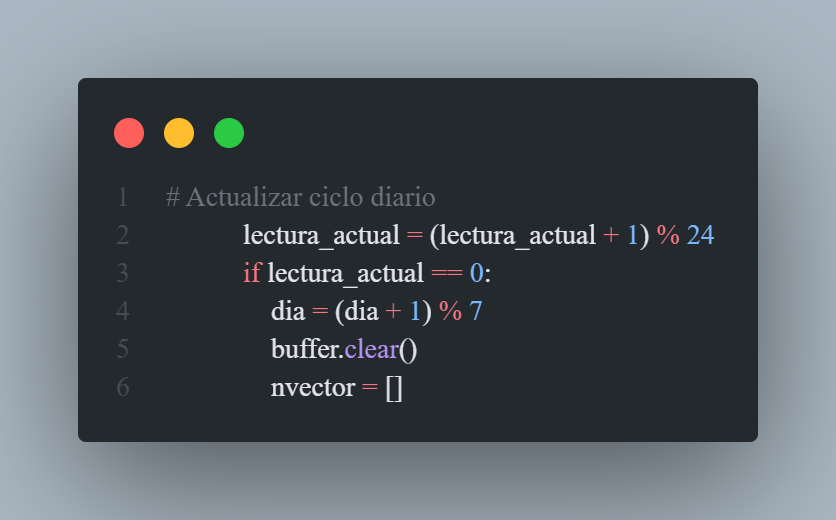 1 # Actualizar ciclo diario
2 lectura_actual = (lectura_actual + 1) % 24
3 if lectura_actual == 0:
4 dia = (dia + 1) % 7
5 buffer.clear()
6 nvector = []